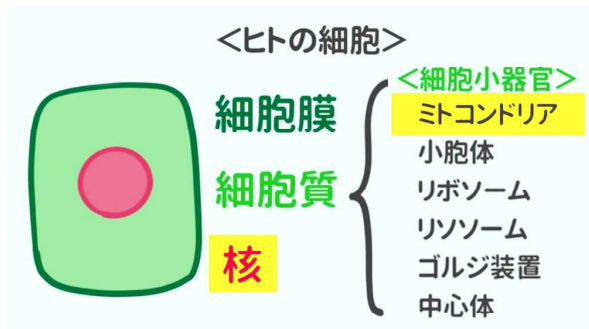 <ヒトの細胞>
細胞膜
細胞質
核
<細胞小器官>
ミトコンドリア
小胞体
リボソーム
リソソーム
ゴルジ装置
中心体